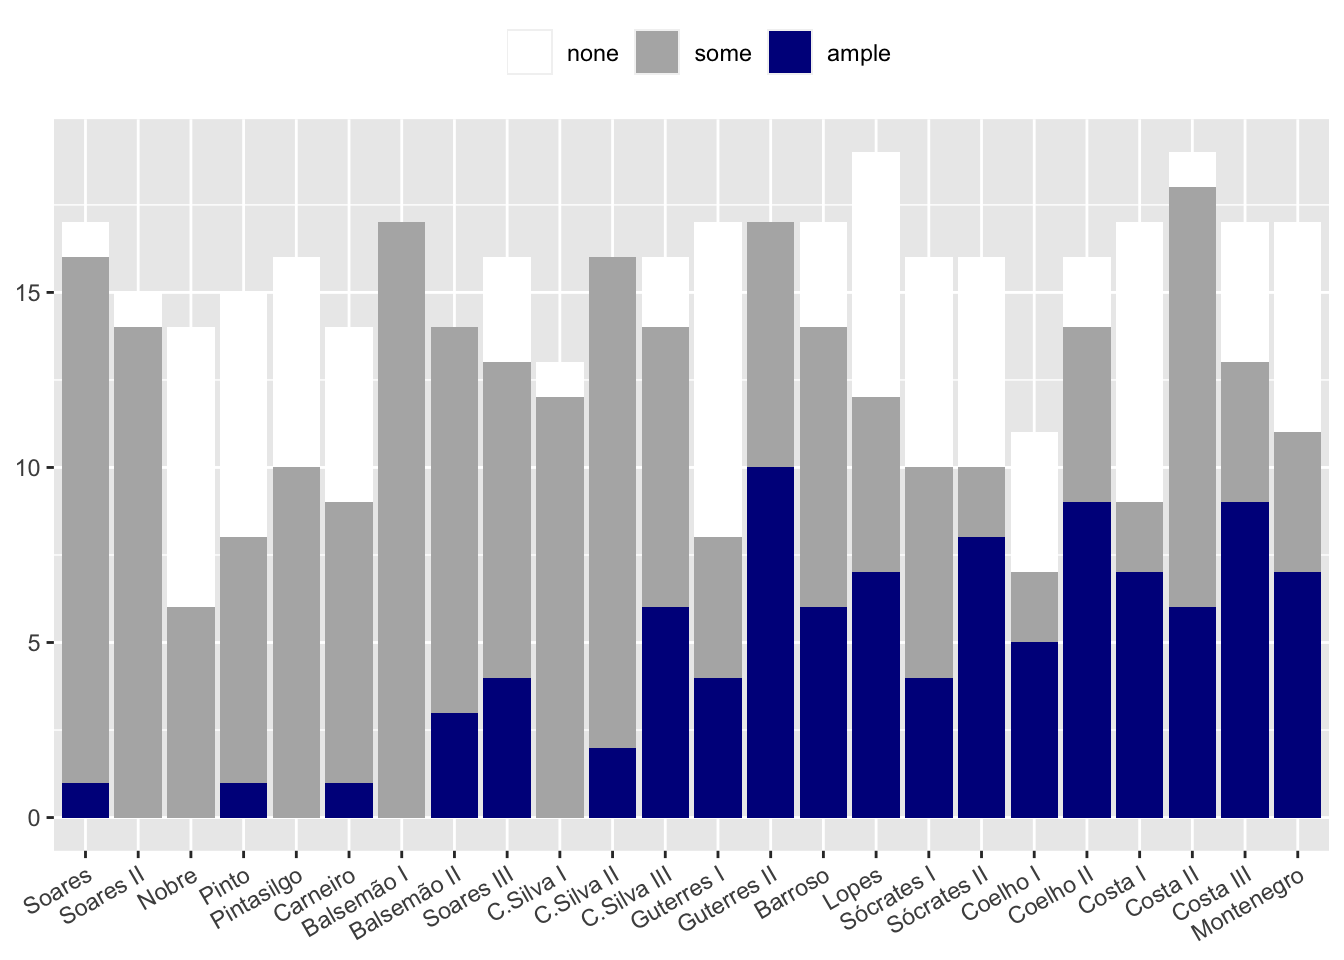 none some ample
15
10
5
0
Soares
Soares II
Nobre
Pinto
Pintasilgo
Carneiro
Balsemão I
Balsemão II
Soares III
C.Silva I
C.Silva II
C.Silva III
Guterres I
Guterres II
Barroso
Lopes
Sócrates I
Sócrates II
Coelho I
Coelho II
Costa I
Costa II
Costa III
Montenegro